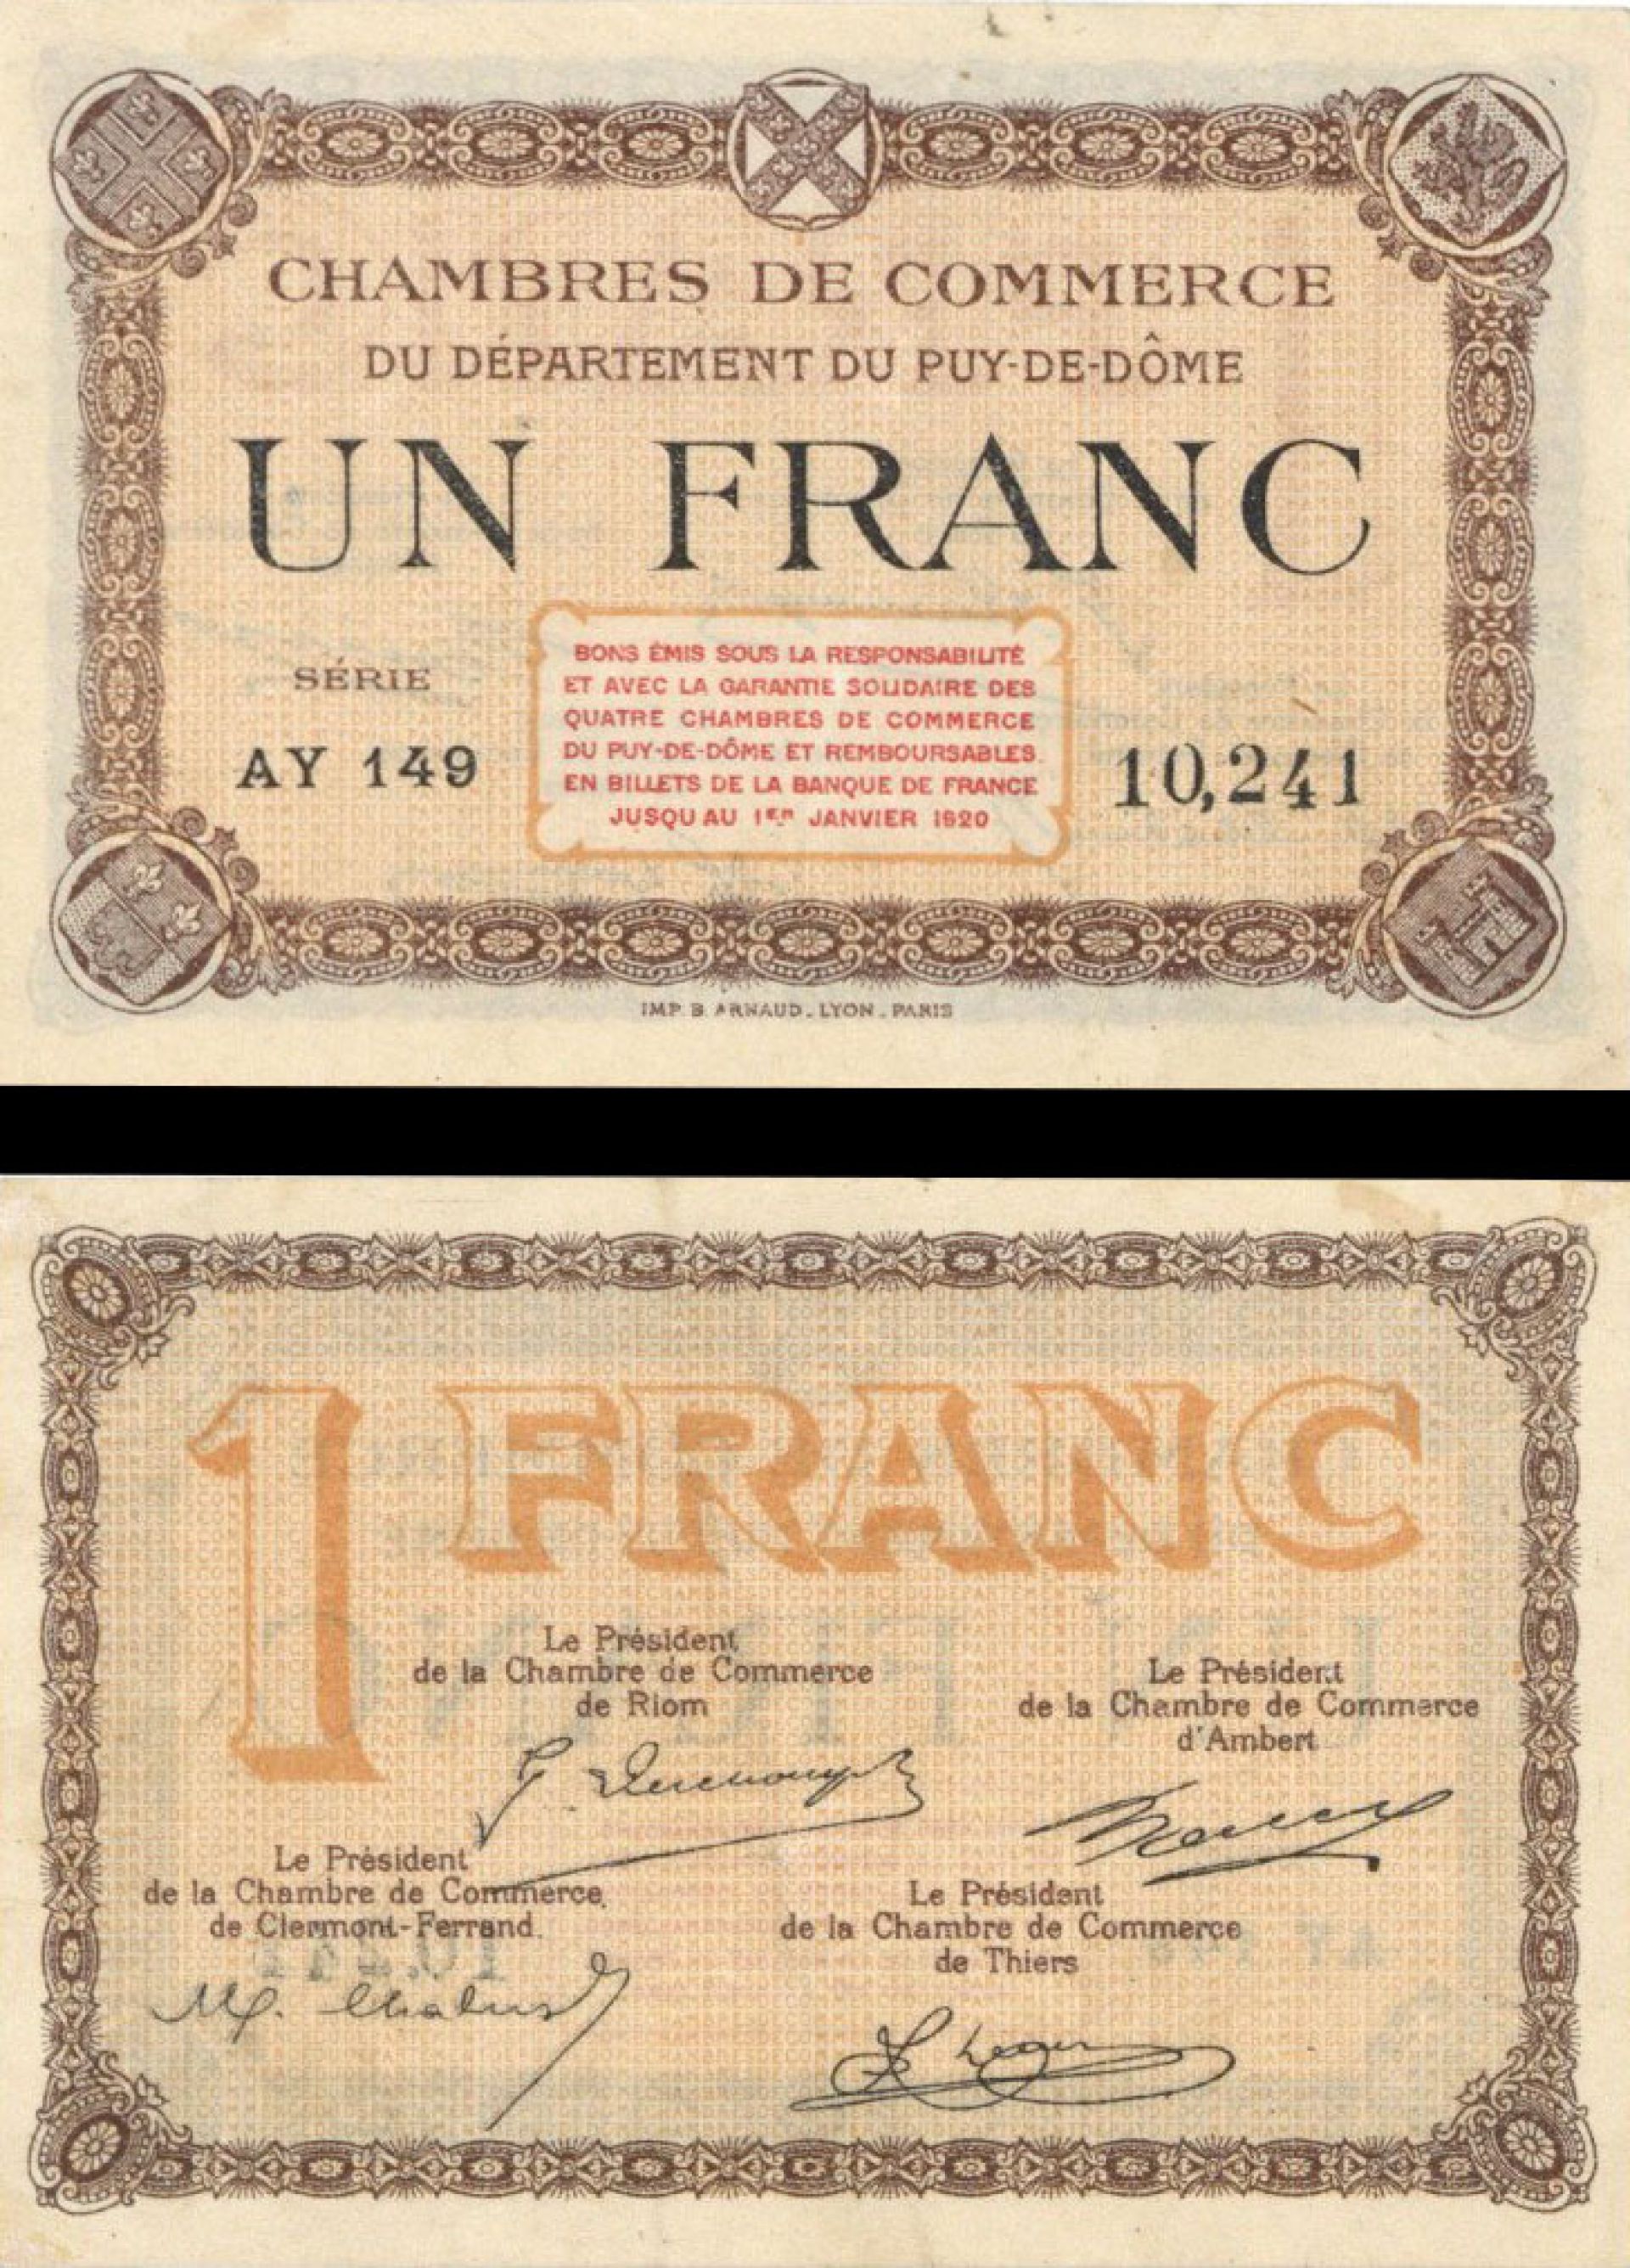 CHAMBRES DE COMMERCE
DU DÉPARTEMENT DU PUY-DE-DÔME
UN FRANC
SÉRIE
AY 149
BONS ÉMIS SOUS LA RESPONSABILITÉ
ET AVEC LA GARANTIE SOLIDAIRE DES
QUATRE CHAMBRES DE COMMERCE
DU PUY-DE-DÔME ET REMBOURSABLES
EN BILLETS DE LA BANQUE DE FRANCE
JUSQU'AU 1ER JANVIER 1920
10,241
IMP. B. ARNAUD. LYON. PARIS
1 FRANC
Le Président
de la Chambre de Commerce
de Riom
Le Président
de la Chambre de Commerce
d'Ambert
Le Président
de la Chambre de Commerce
de Clermont-Ferrand.
Le Président
de la Chambre de Commerce
de Thiers